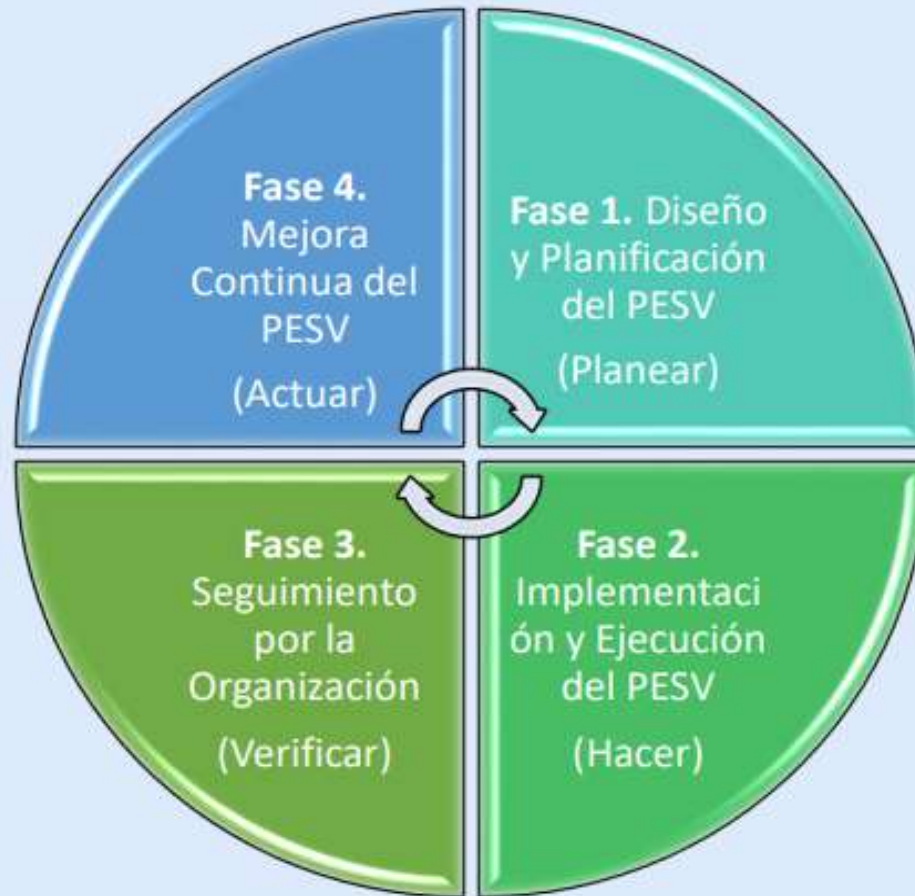 Fase 4.
Mejora
Continua del
PESV
(Actuar)
Fase 1. Diseño
y Planificación
del PESV
(Planear)
Fase 3.
Seguimiento
por la
Organización
(Verificar)
Fase 2.
Implementaci
ón y Ejecución
del PESV
(Hacer)